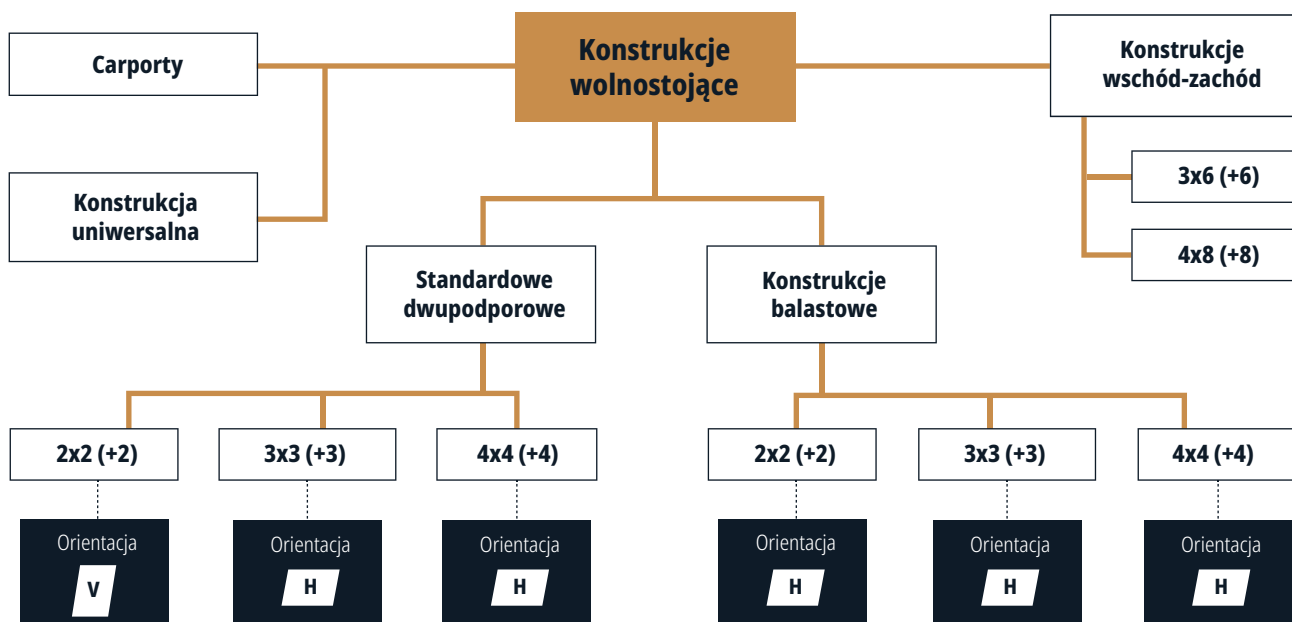 Konstrukcje
wolnostojące
Carporty
Konstrukcja
uniwersalna
Konstrukcje
wschód-zachód
3x6 (+6)
4x8 (+8)
Standardowe
dwupodporowe
Konstrukcje
balastowe
2x2 (+2)
3x3 (+3)
4x4 (+4)
2x2 (+2)
3x3 (+3)
4x4 (+4)
Orientacja
V
Orientacja
H
Orientacja
H
Orientacja
H
Orientacja
H
Orientacja
H